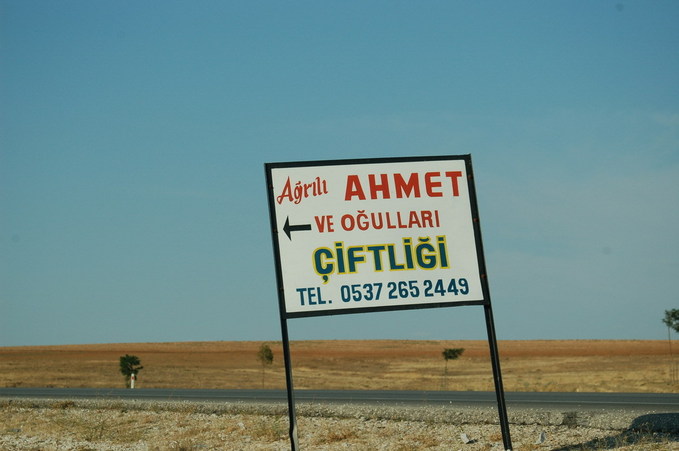 Ağrılı AHMET
VE OĞULLARI
ÇİFTLİĞİ
TEL. 0537 265 2449